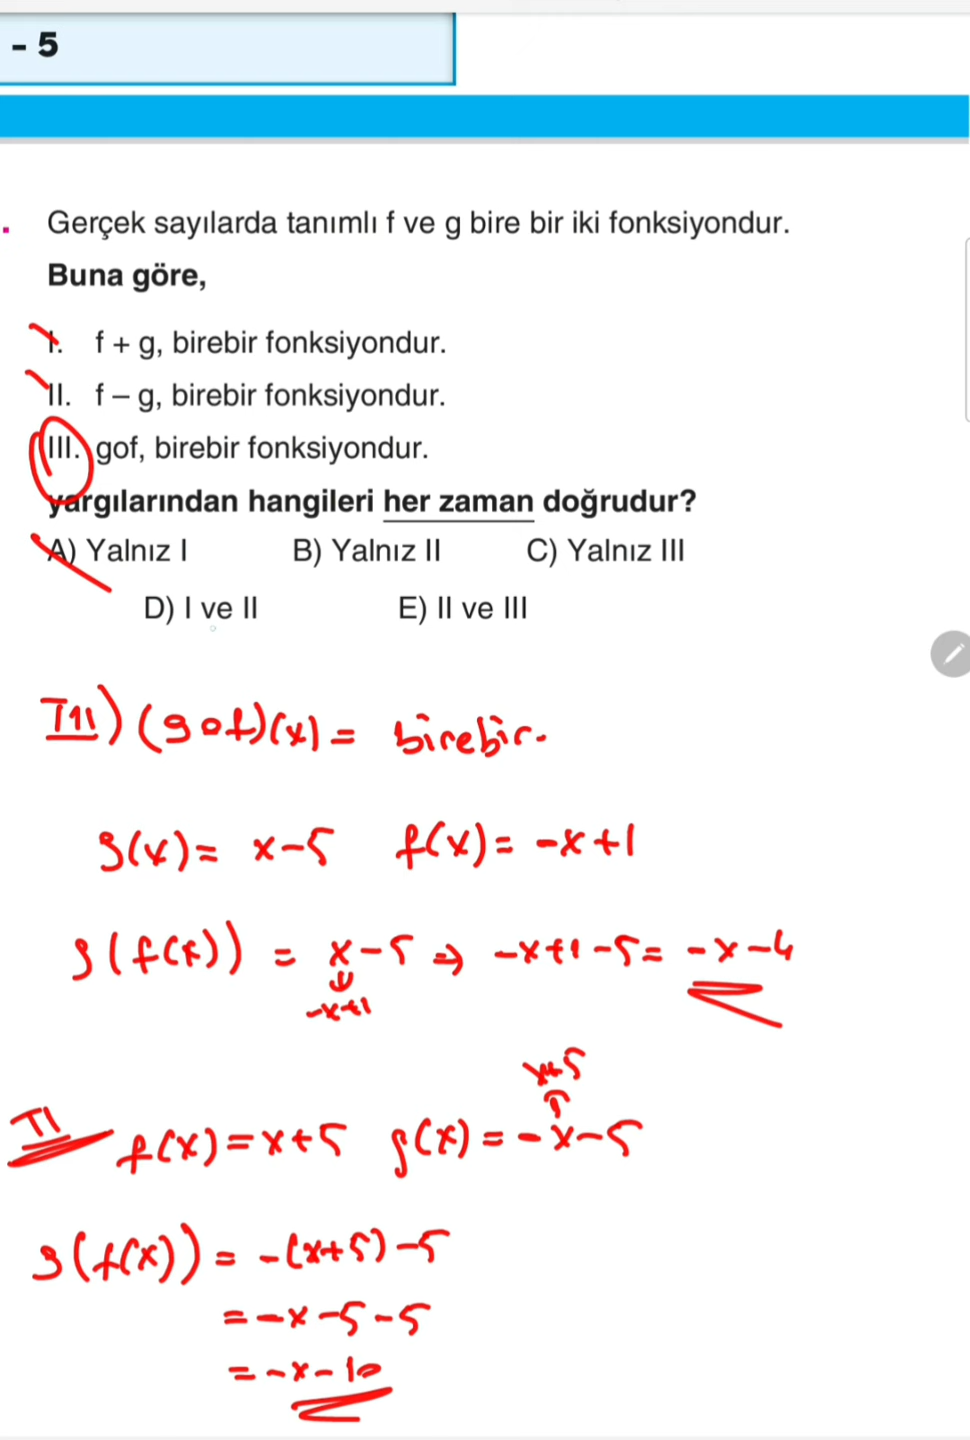 - 5
. Gerçek sayılarda tanımlı f ve g bire bir iki fonksiyondur.
Buna göre,
I. f + g, birebir fonksiyondur.
II. f – g, birebir fonksiyondur.
III. gof, birebir fonksiyondur.
yargılarından hangileri her zaman doğrudur?
A) Yalnız I B) Yalnız II C) Yalnız III
D) I ve II E) II ve III
III) (gof)(x) = birebir.
g(x) = x-5 f(x) = -x+1
g(f(x)) = x-5 ⇒ -x+1-5 = -x-4
-x+1
x+5
II f(x) = x+5 g(x) = -x-5
g(f(x)) = -(x+5)-5
= -x-5-5
= -x-10